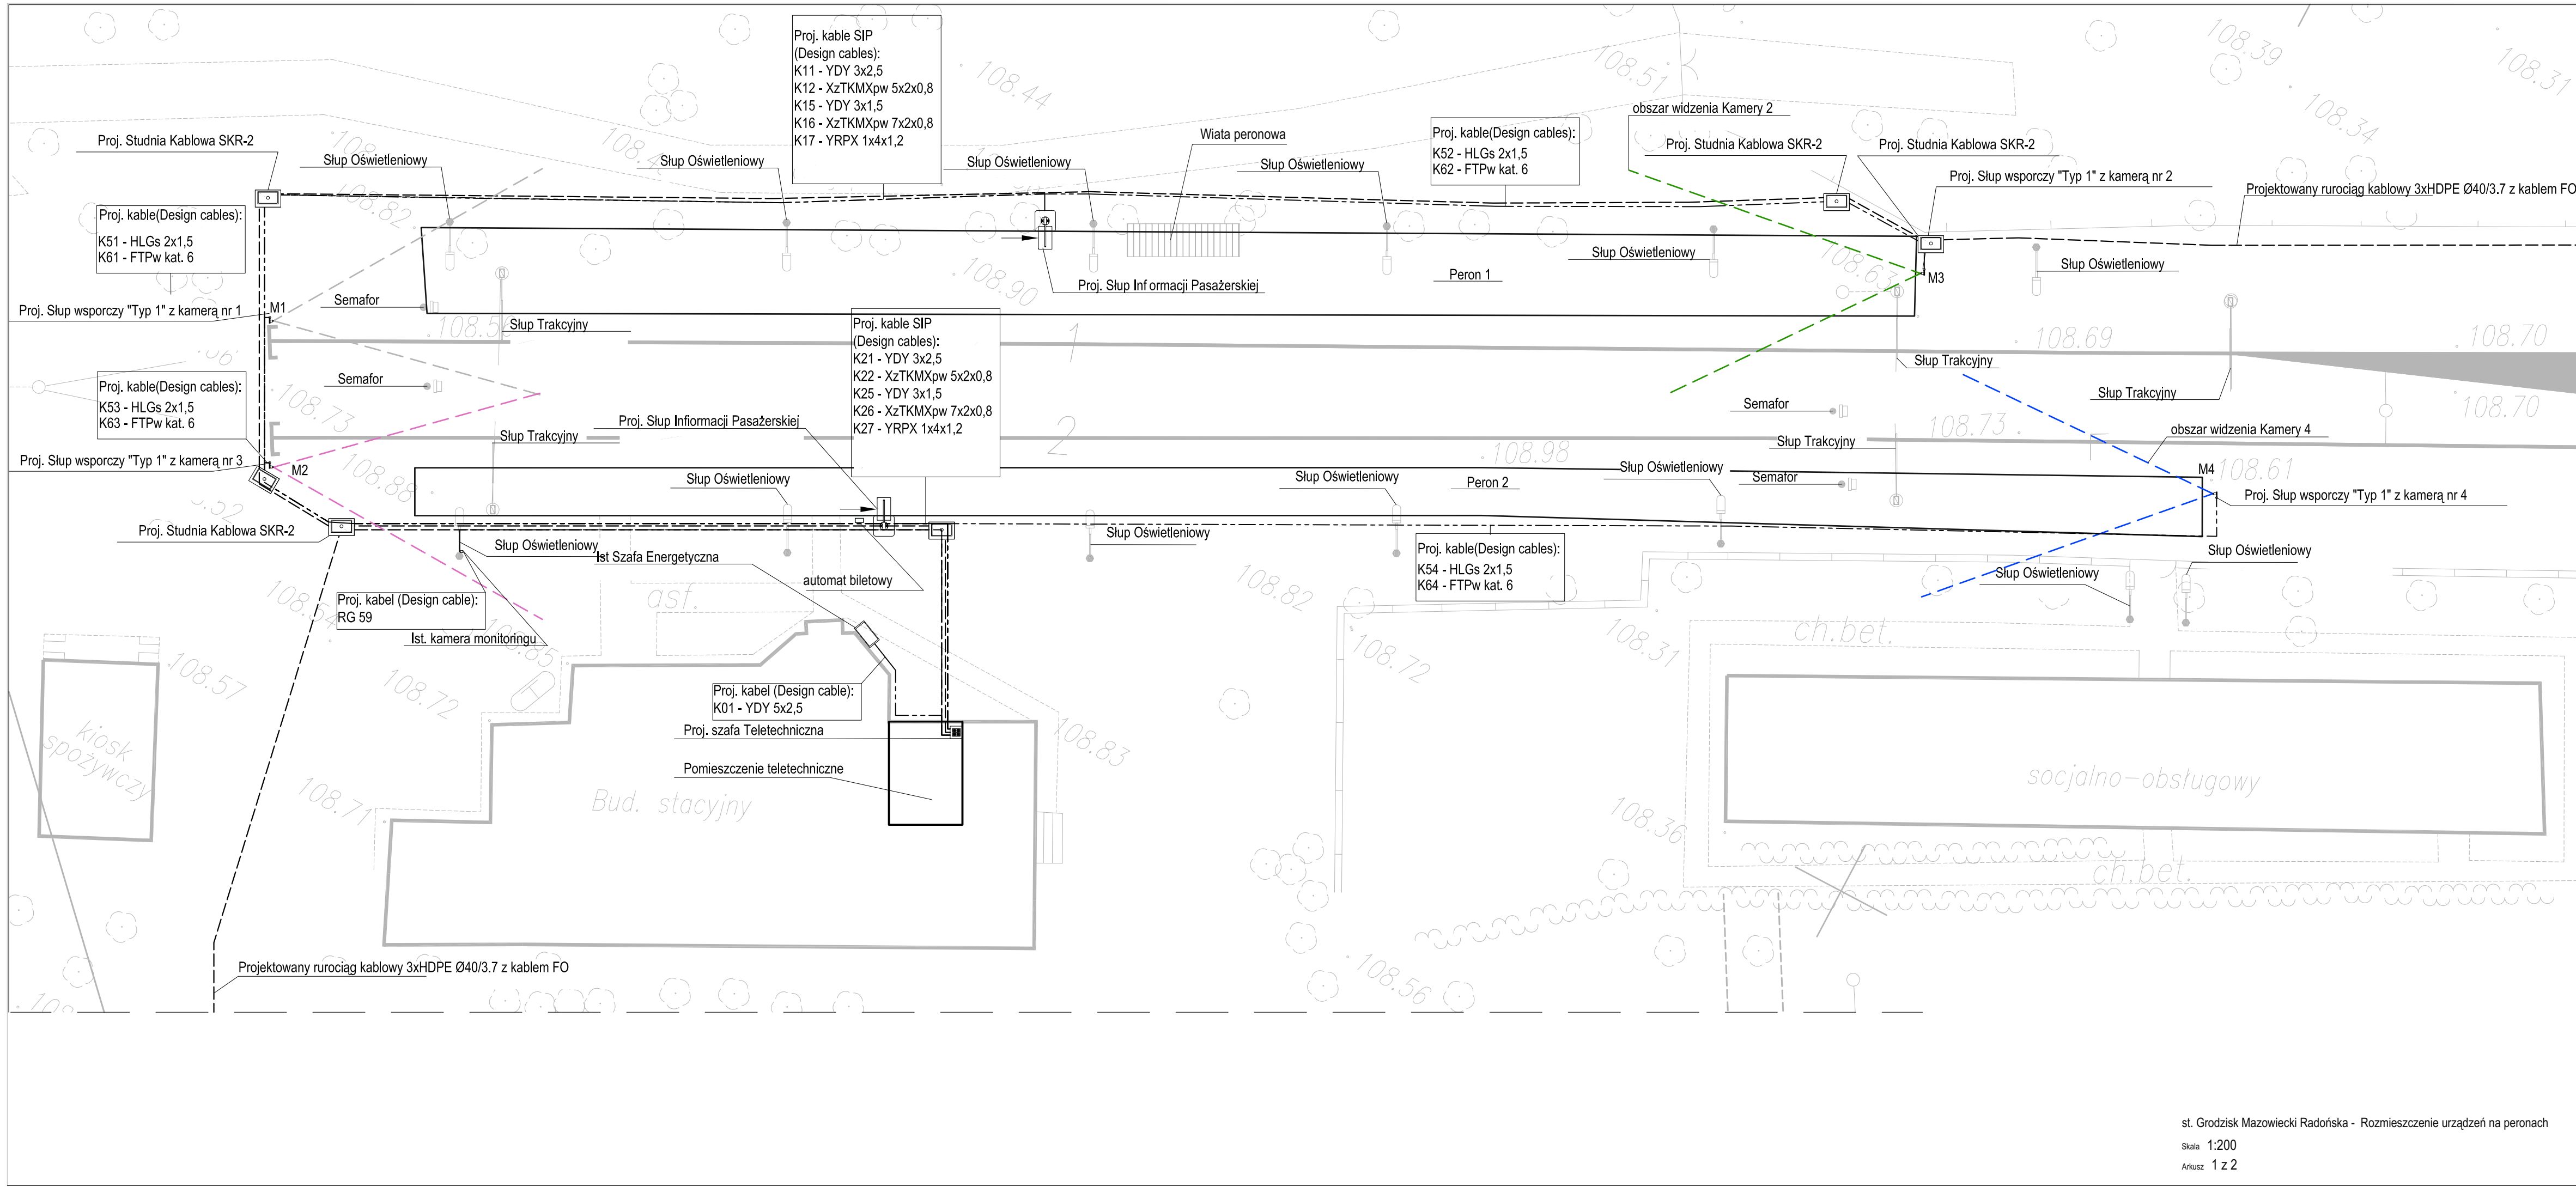 Proj. kable SIP
(Design cables):
K11 - YDY 3x2,5
K12 - XzTKMXpw 5x2x0,8
K15 - YDY 3x1,5
K16 - XzTKMXpw 7x2x0,8
K17 - YRPX 1x4x1,2
108.44
108.51
108.39
108.31
108.34
obszar widzenia Kamery 2
Proj. Studnia Kablowa SKR-2
Słup Oświetleniowy
Słup Oświetleniowy
Słup Oświetleniowy
Wiata peronowa
Słup Oświetleniowy
Proj. kable(Design cables):
K52 - HLGs 2x1,5
K62 - FTPw kat. 6
Proj. Studnia Kablowa SKR-2
Proj. Studnia Kablowa SKR-2
Proj. Słup wsporczy "Typ 1" z kamerą nr 2
Projektowany rurociąg kablowy 3xHDPE Ø40/3.7 z kablem FO
108.82
Proj. kable(Design cables):
K51 - HLGs 2x1,5
K61 - FTPw kat. 6
Proj. Słup wsporczy "Typ 1" z kamerą nr 1
M1
Semafor
Słup Trakcyjny
108.90
Proj. Słup Inf ormacji Pasażerskiej
Peron 1
Słup Oświetleniowy
108.63
M3
Słup Oświetleniowy
Proj. kable SIP
(Design cables):
K21 - YDY 3x2,5
K22 - XzTKMXpw 5x2x0,8
K25 - YDY 3x1,5
K26 - XzTKMXpw 7x2x0,8
K27 - YRPX 1x4x1,2
1
108.69
108.70
Słup Trakcyjny
Słup Trakcyjny
Proj. kable(Design cables):
K53 - HLGs 2x1,5
K63 - FTPw kat. 6
Semafor
108.73
Proj. Słup Infiormacji Pasażerskiej
Słup Trakcyjny
2
Semafor
108.73
108.70
Słup Trakcyjny
obszar widzenia Kamery 4
Proj. Słup wsporczy "Typ 1" z kamerą nr 3
M2
108.88
Słup Oświetleniowy
108.98
Słup Oświetleniowy
Peron 2
Słup Oświetleniowy
Semafor
M4
108.61
Proj. Słup wsporczy "Typ 1" z kamerą nr 4
Proj. Studnia Kablowa SKR-2
Słup Oświetleniowy
Ist Szafa Energetyczna
automat biletowy
Słup Oświetleniowy
Proj. kable(Design cables):
K54 - HLGs 2x1,5
K64 - FTPw kat. 6
Słup Oświetleniowy
Słup Oświetleniowy
108.54
Proj. kabel (Design cable):
RG 59
Ist. kamera monitoringu
asf.
108.82
108.85
108.31
ch.bet.
108.57
108.72
108.72
Proj. kabel (Design cable):
K01 - YDY 5x2,5
Proj. szafa Teletechniczna
108.83
kiosk
spożywczy
Pomieszczenie teletechniczne
108.71
Bud. stacyjny
socjalno-obsługowy
108.36
ch.bet.
Projektowany rurociąg kablowy 3xHDPE Ø40/3.7 z kablem FO
108.56
st. Grodzisk Mazowiecki Radońska - Rozmieszczenie urządzeń na peronach
Skala 1:200
Arkusz 1 z 2